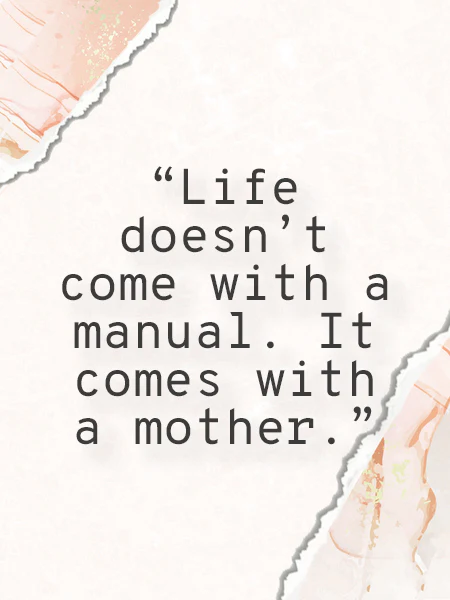 “Life
doesn’t
come with a
manual. It
comes with
a mother.”